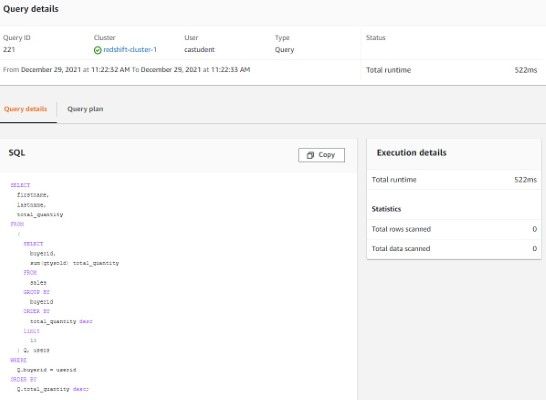 Query details
Query ID
Cluster
User
Type
Status
221
redshift-cluster-1
castudent
Query
From December 29, 2021 at 11:22:32 AM To December 29, 2021 at 11:22:33 AM
Total runtime
522ms
Query details
Query plan
SQL
Copy
SELECT
firstname,
lastname,
total_quantity
FROM
(
SELECT
buyerid,
sum(qtysold) total_quantity
FROM
sales
GROUP BY
buyerid
ORDER BY
total_quantity desc
LIMIT
10
) Q, users
WHERE
Q.buyerid = userid
ORDER BY
Q.total_quantity desc;
Execution details
Total runtime
522ms
Statistics
Total rows scanned
0
Total data scanned
0